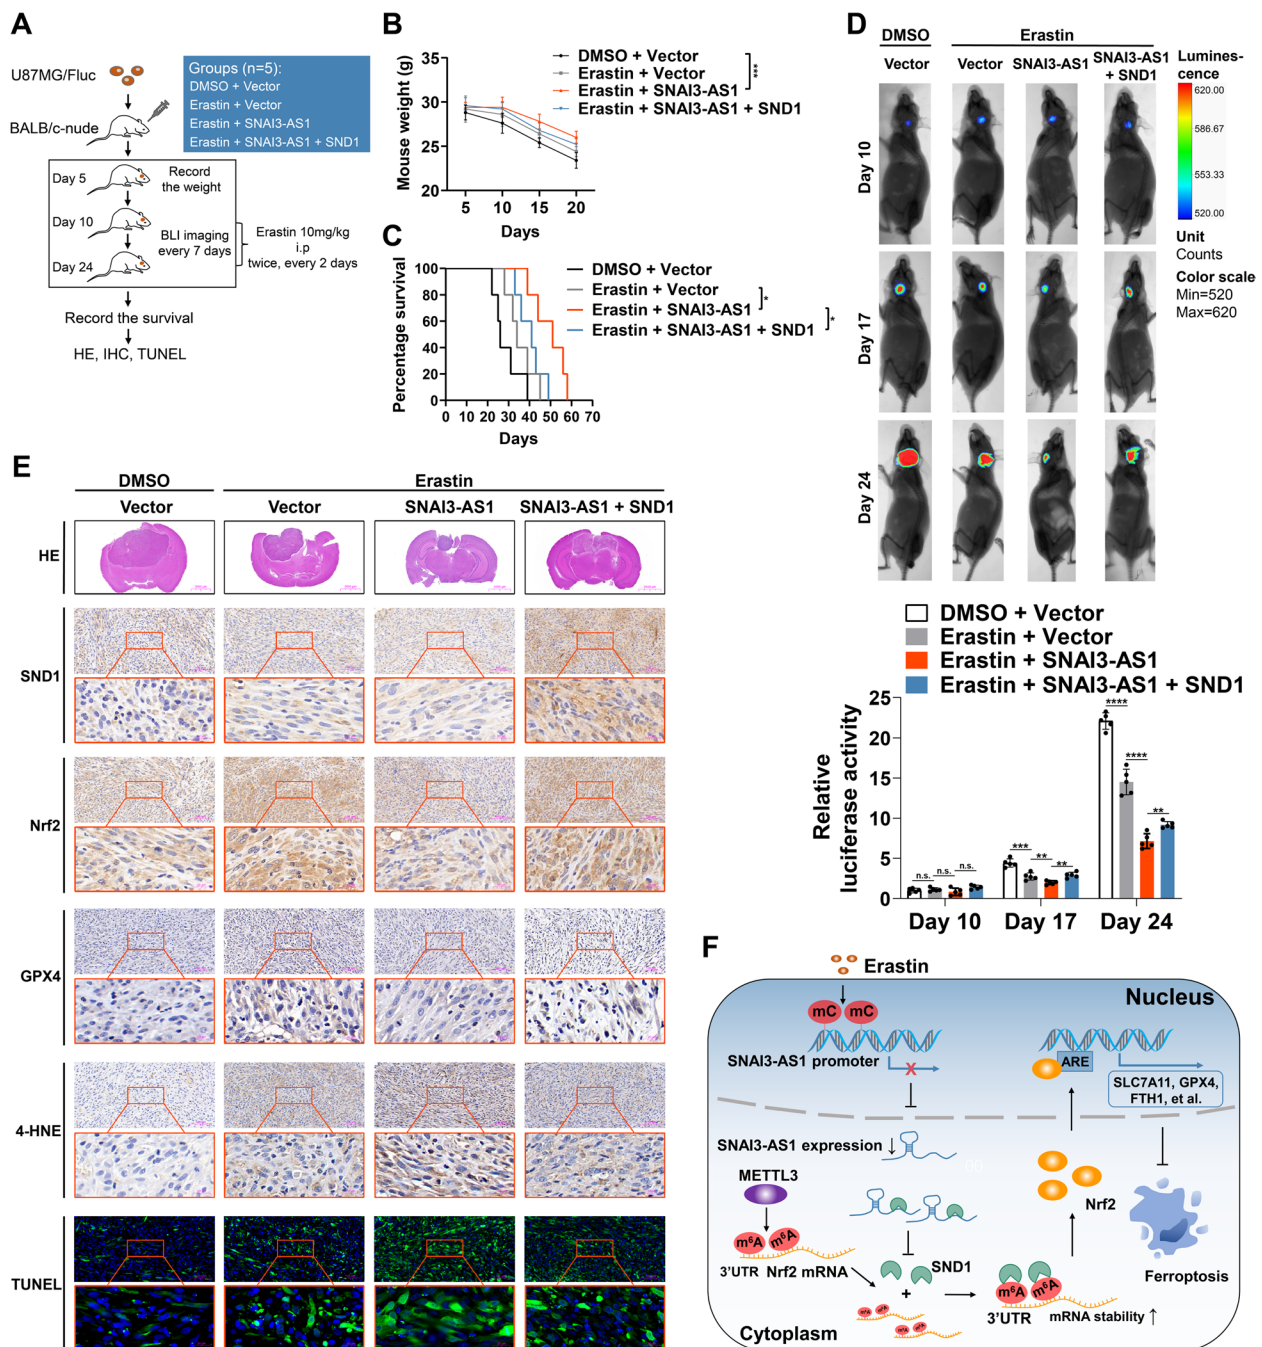 A
U87MG/Fluc
BALB/c-nude
Groups (n=5):
DMSO + Vector
Erastin + Vector
Erastin + SNAI3-AS1
Erastin + SNAI3-AS1 + SND1
Day 5
Record
the weight
Day 10
Day 24
BLI imaging
every 7 days
Erastin 10mg/kg
i.p
twice, every 2 days
Record the survival
HE, IHC, TUNEL
B
Mouse weight (g)
35
30
25
20
5 10 15 20
Days
DMSO + Vector
Erastin + Vector
Erastin + SNAI3-AS1
Erastin + SNAI3-AS1 + SND1
***
C
Percentage survival
100
80
60
40
20
0
0 10 20 30 40 50 60 70
Days
DMSO + Vector
Erastin + Vector
Erastin + SNAI3-AS1
Erastin + SNAI3-AS1 + SND1
*
*
D
DMSO
Erastin
Vector
Vector
SNAI3-AS1
SNAI3-AS1
+ SND1
Day 10
Day 17
Day 24
Lumines-
cence
620.00
586.67
553.33
520.00
Unit
Counts
Color scale
Min=520
Max=620
DMSO + Vector
Erastin + Vector
Erastin + SNAI3-AS1
Erastin + SNAI3-AS1 + SND1
Relative
luciferase activity
25
20
15
10
5
0
n.s. n.s. n.s.
*** ** **
**** **** **
Day 10 Day 17 Day 24
E
DMSO
Erastin
Vector
Vector
SNAI3-AS1
SNAI3-AS1 + SND1
HE
SND1
Nrf2
GPX4
4-HNE
TUNEL
F
Erastin
Nucleus
mC mC
SNAI3-AS1 promoter
X
ARE
SLC7A11, GPX4,
FTH1, et al.
SNAI3-AS1 expression ↓
METTL3
m⁶A m⁶A
3'UTR Nrf2 mRNA
SND1
+
m⁶A m⁶A
m⁶A m⁶A
m⁶A m⁶A
3'UTR
mRNA stability ↑
Nrf2
Ferroptosis
Cytoplasm